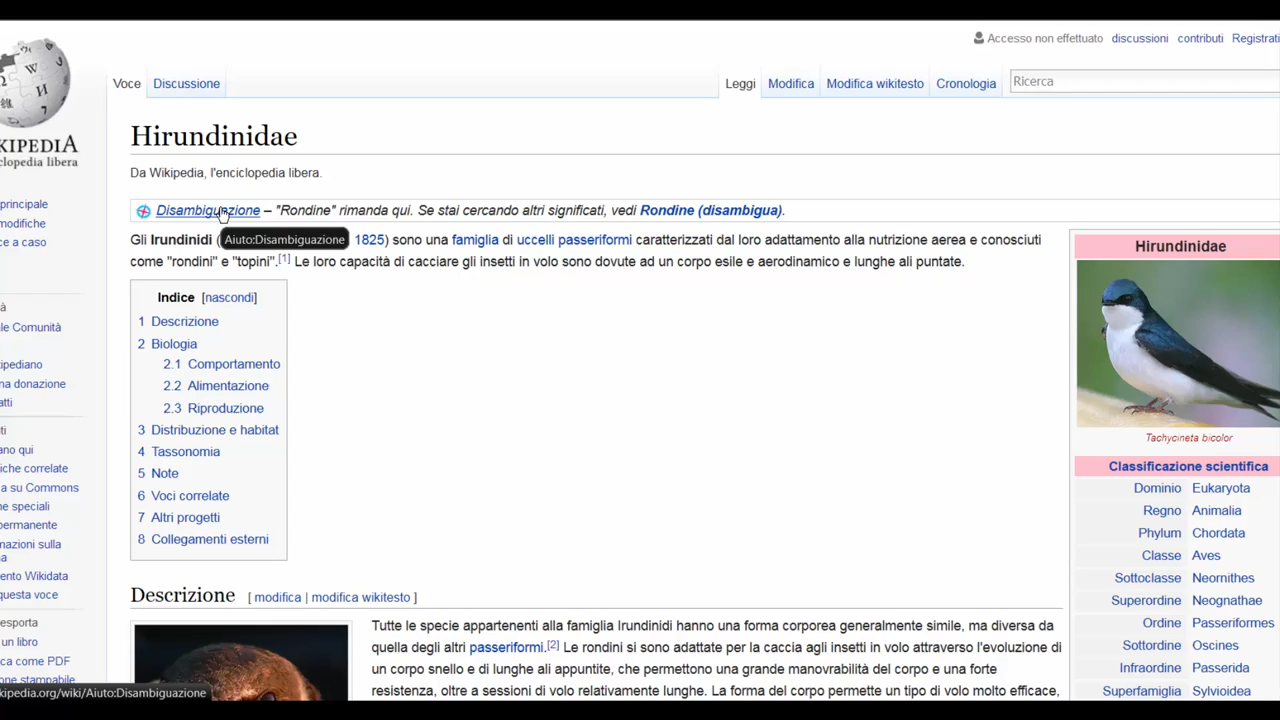 Accesso non effettuato discussioni contributi Registrati
Voce Discussione Leggi Modifica Modifica wikitesto Cronologia Ricerca
KIPEDIA
ciclopedia libera
Hirundinidae
Da Wikipedia, l'enciclopedia libera.
Disambiguazione – "Rondine" rimanda qui. Se stai cercando altri significati, vedi Rondine (disambigua).
Gli Irundinidi ( Aiuto:Disambiguazione 1825) sono una famiglia di uccelli passeriformi caratterizzati dal loro adattamento alla nutrizione aerea e conosciuti
come "rondini" e "topini".[1] Le loro capacità di cacciare gli insetti in volo sono dovute ad un corpo esile e aerodinamico e lunghe ali puntate.
Indice [nascondi]
1 Descrizione
2 Biologia
2.1 Comportamento
2.2 Alimentazione
2.3 Riproduzione
3 Distribuzione e habitat
4 Tassonomia
5 Note
6 Voci correlate
7 Altri progetti
8 Collegamenti esterni
Descrizione [ modifica | modifica wikitesto ]
Tutte le specie appartenenti alla famiglia Irundinidi hanno una forma corporea generalmente simile, ma diversa da
quella degli altri passeriformi.[2] Le rondini si sono adattate per la caccia agli insetti in volo attraverso l'evoluzione di
un corpo snello e di lunghe ali appuntite, che permettono una grande manovrabilità del corpo e una forte
resistenza, oltre a sessioni di volo relativamente lunghe. La forma del corpo permette un tipo di volo molto efficace,
Hirundinidae
Tachycineta bicolor
Classificazione scientifica
Dominio Eukaryota
Regno Animalia
Phylum Chordata
Classe Aves
Sottoclasse Neornithes
Superordine Neognathae
Ordine Passeriformes
Sottordine Oscines
Infraordine Passerida
Superfamiglia Sylvioidea
principale
modifiche
ce a caso
à
le Comunità
kipediano
na donazione
atti
ti
ano qui
iche correlate
a su Commons
ne speciali
permanente
mazioni sulla
na
ento Wikidata
questa voce
esporta
un libro
ca come PDF
one stampabile
kipedia.org/wiki/Aiuto:Disambiguazione